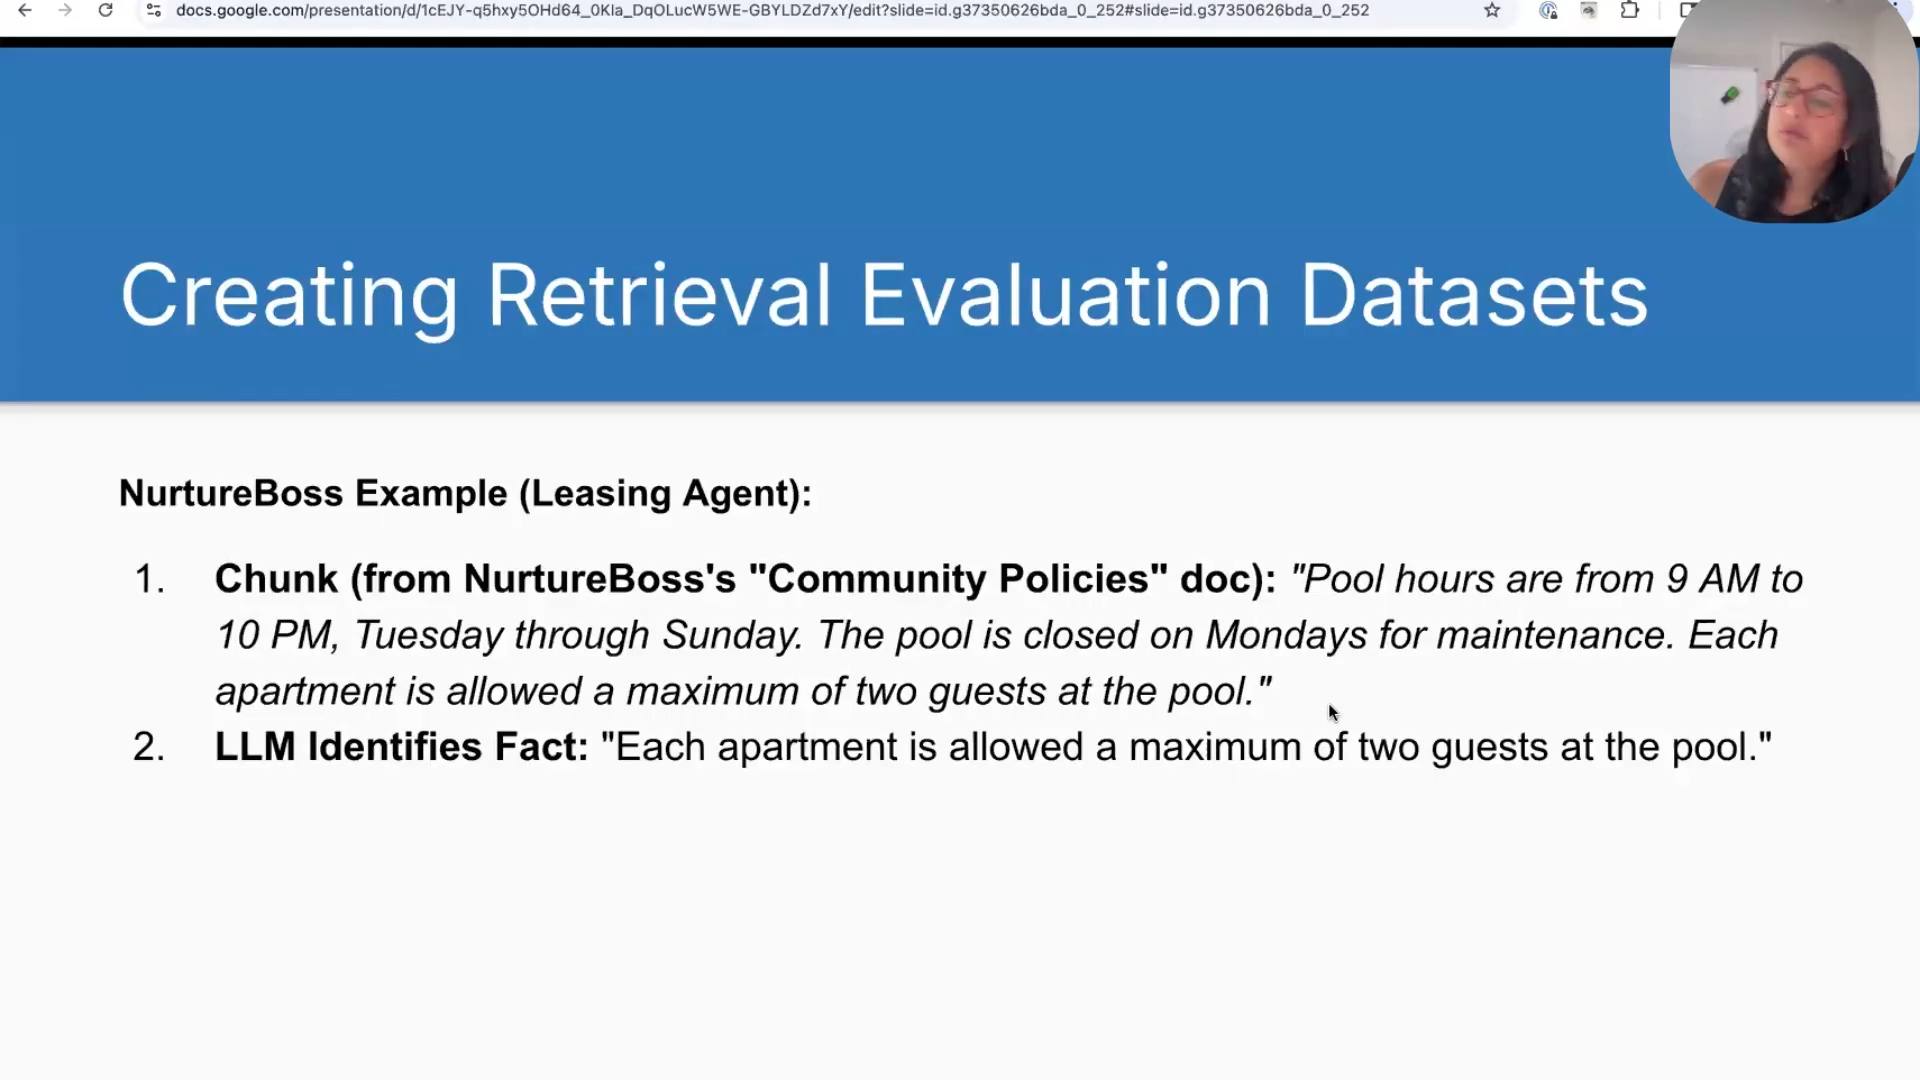 docs.google.com/presentation/d/1cEJY-q5hxy5OHd64_0Kla_DqOLucW5WE-GBYLDZd7xY/edit?slide=id.g37350626bda_0_252#slide=id.g37350626bda_0_252
Creating Retrieval Evaluation Datasets
NurtureBoss Example (Leasing Agent):
1. Chunk (from NurtureBoss's "Community Policies" doc): "Pool hours are from 9 AM to
10 PM, Tuesday through Sunday. The pool is closed on Mondays for maintenance. Each
apartment is allowed a maximum of two guests at the pool."
2. LLM Identifies Fact: "Each apartment is allowed a maximum of two guests at the pool."